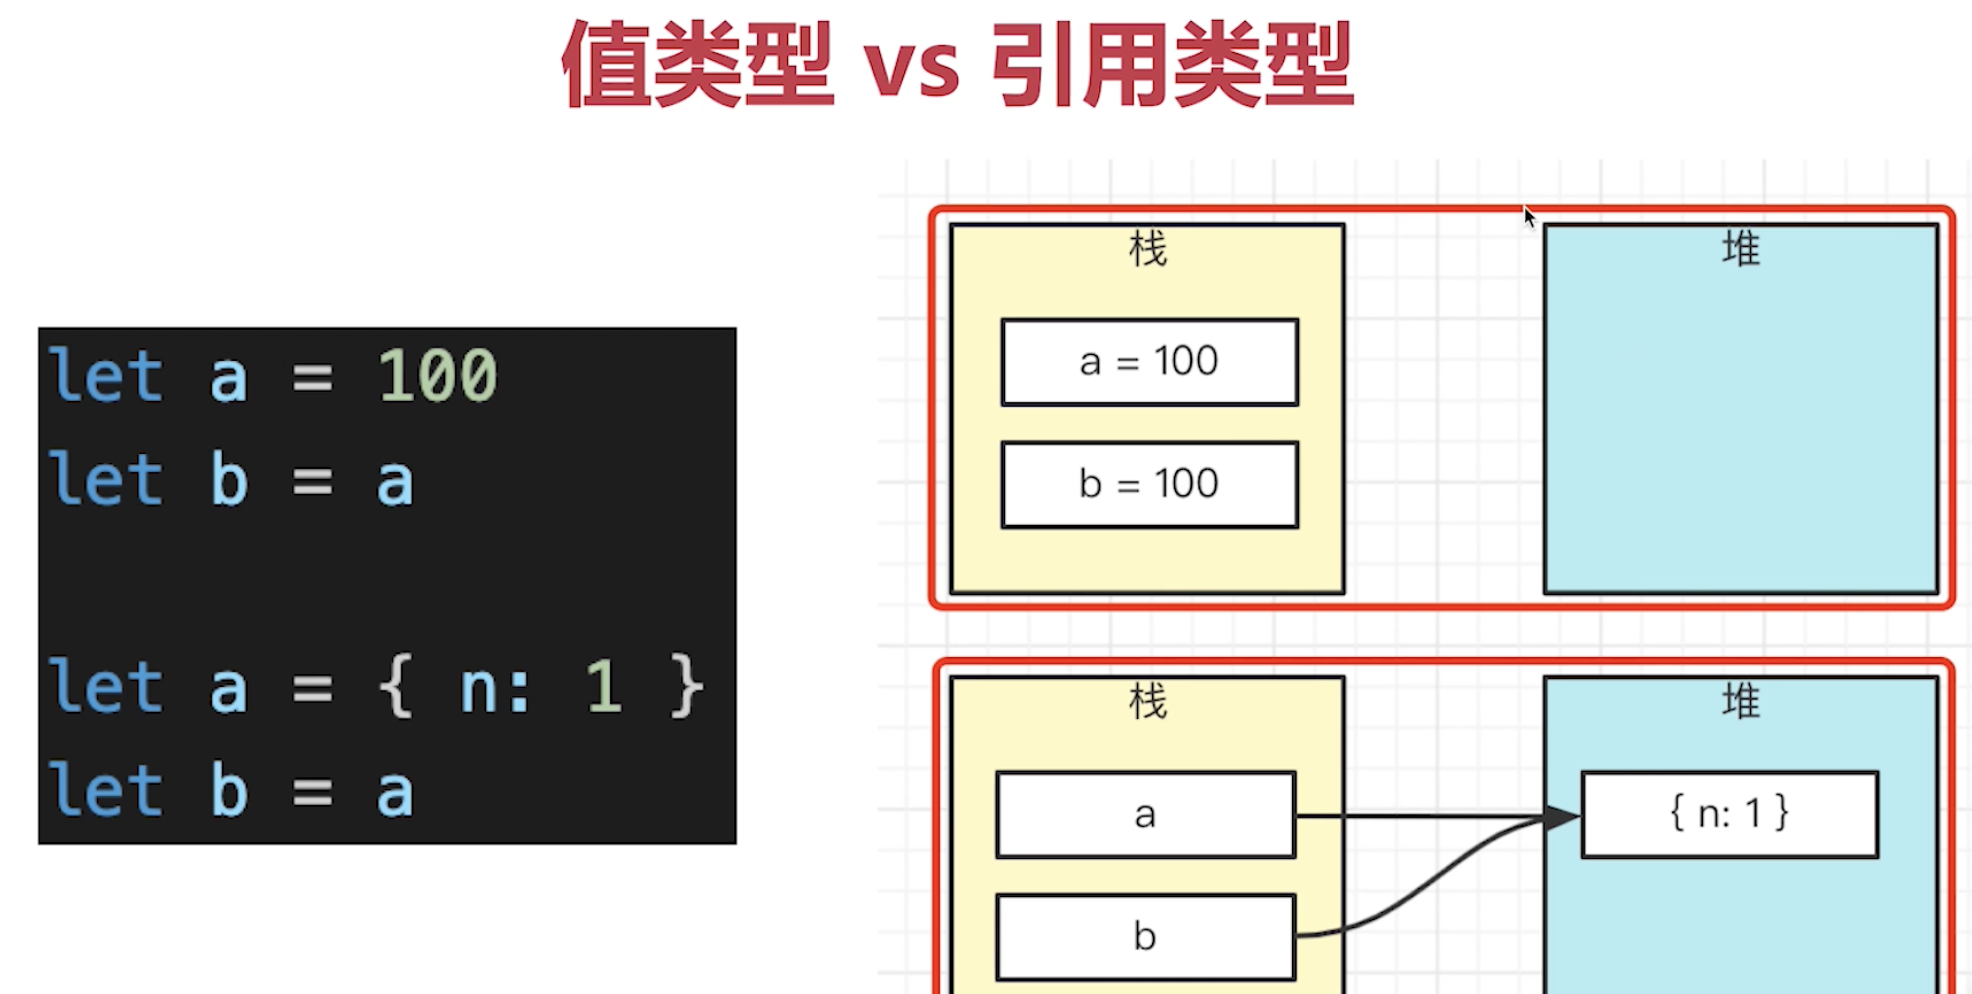 值类型 vs 引用类型
let a = 100
let b = a
let a = { n: 1 }
let b = a
栈
a = 100
b = 100
堆
栈
a
b
堆
{ n: 1 }